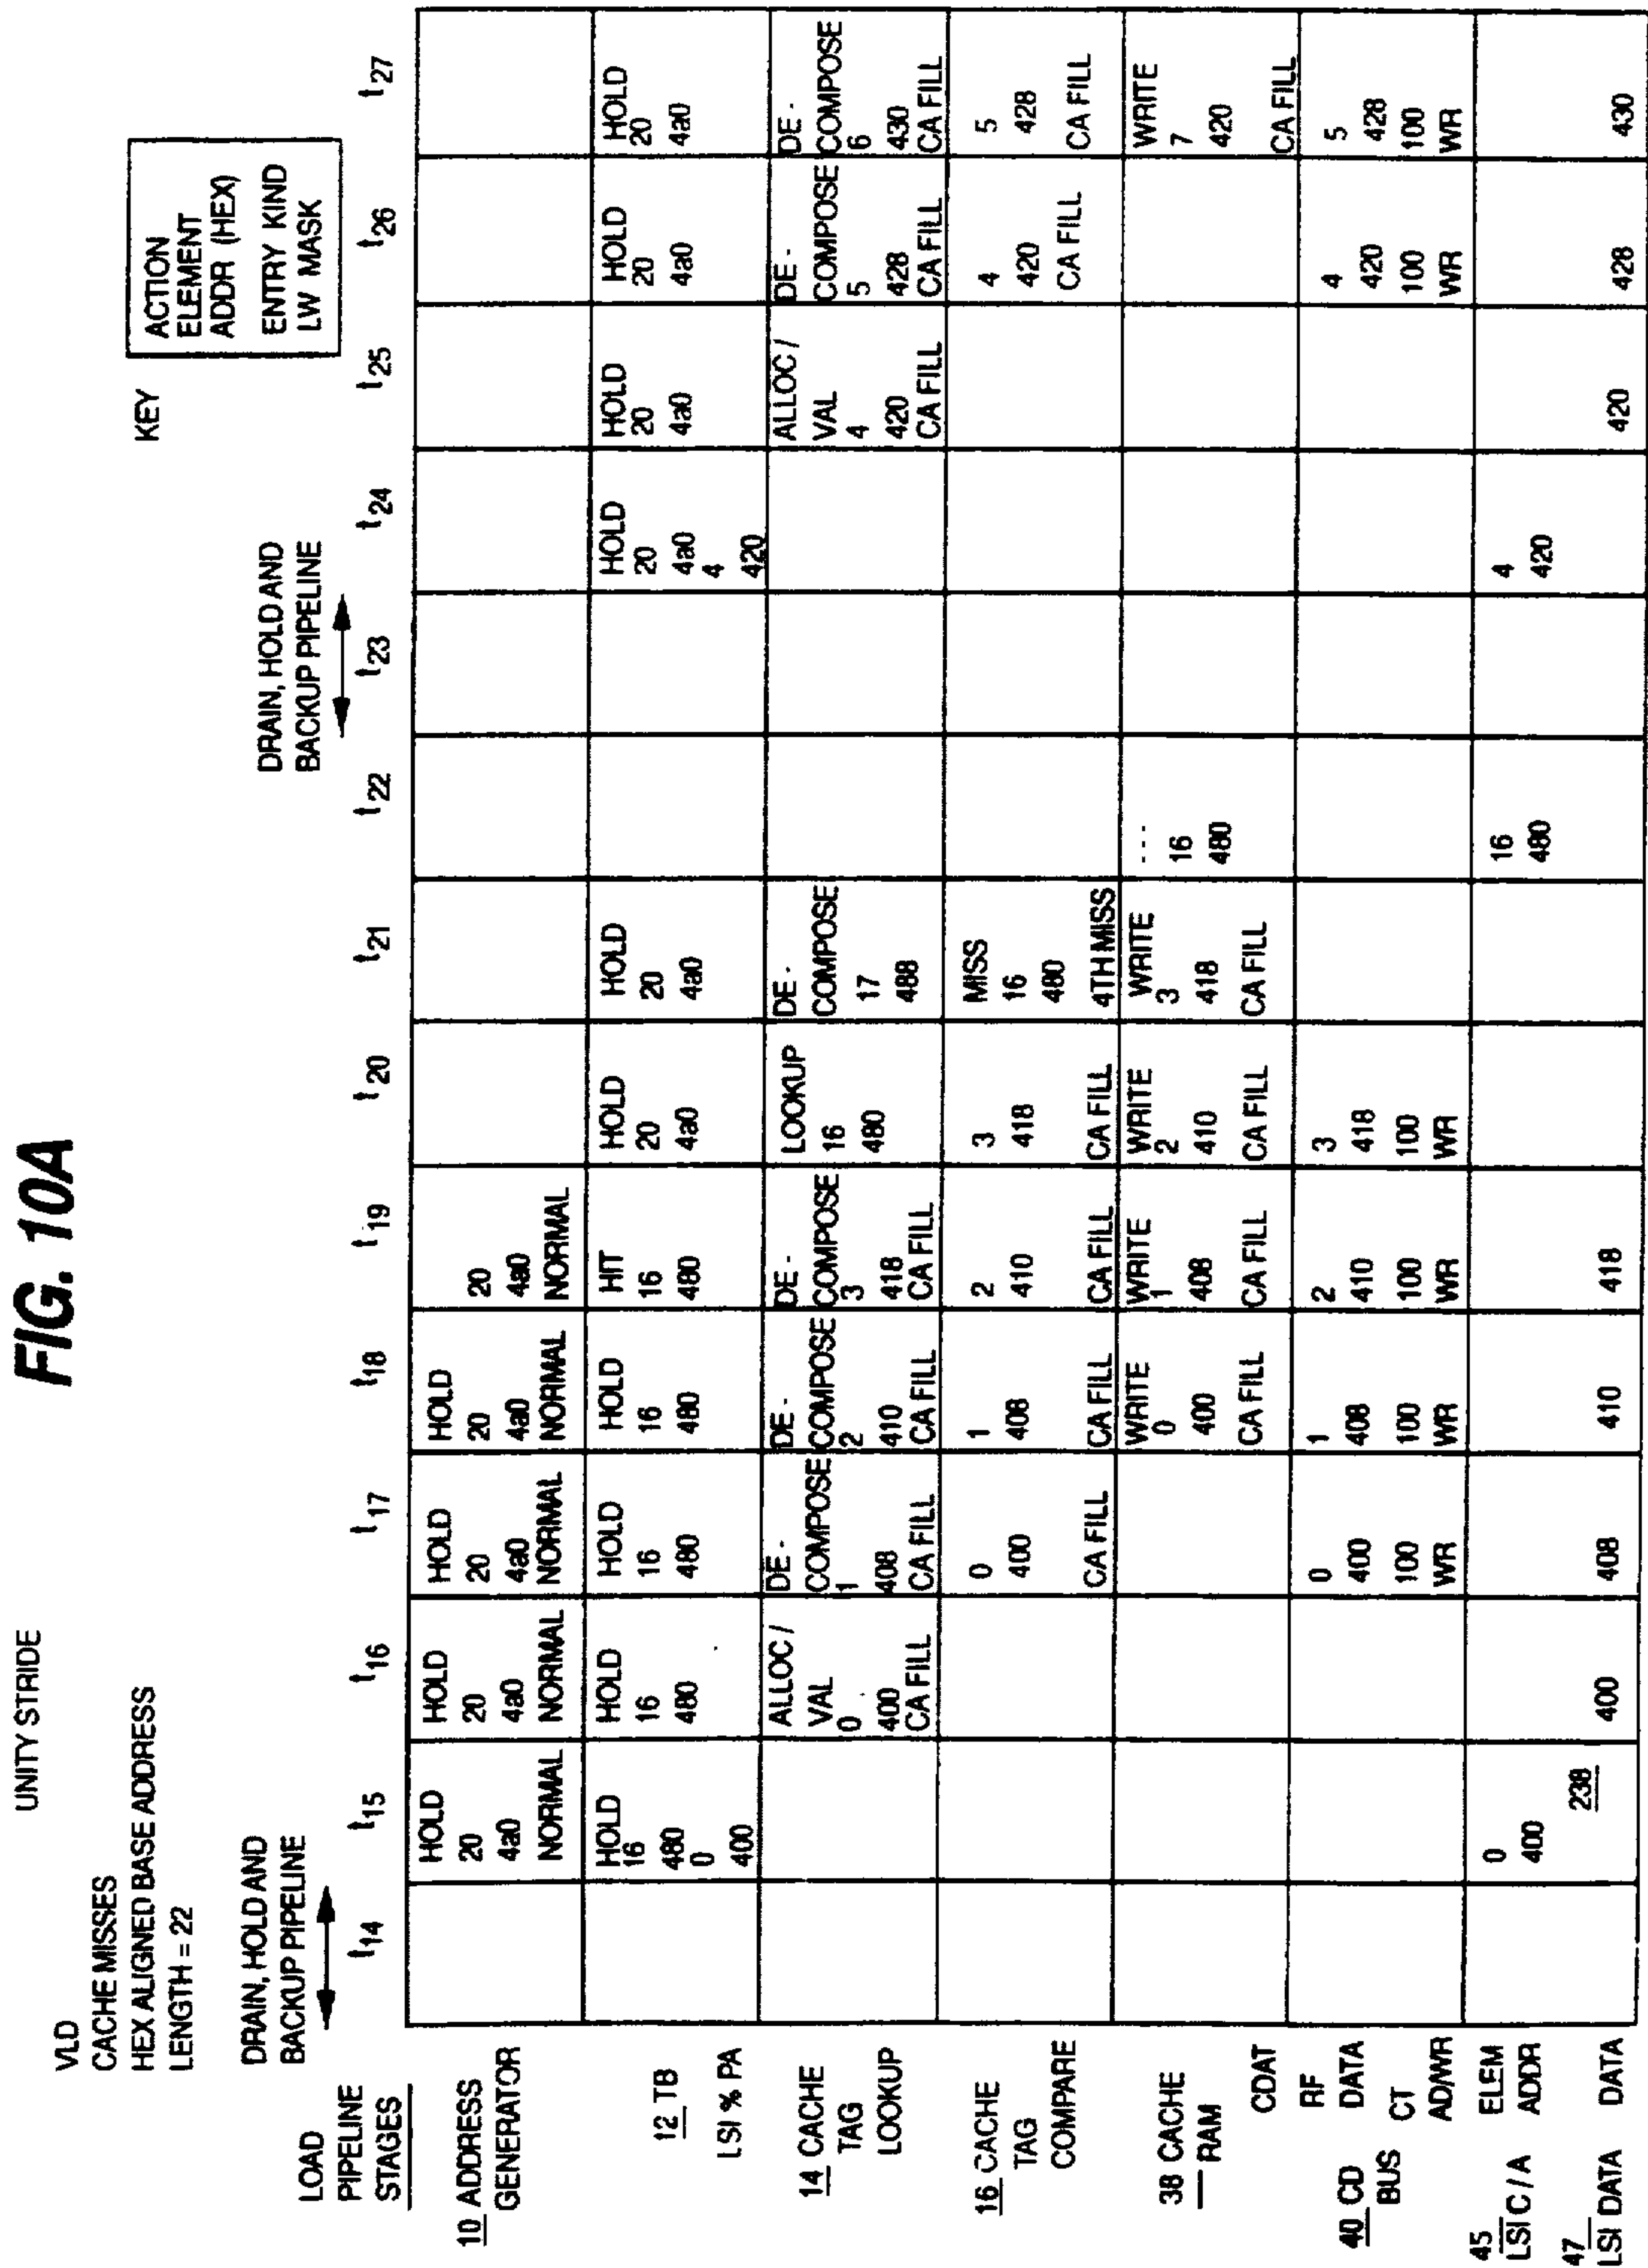 FIG. 10A
UNITY STRIDE
VLD
CACHE MISSES
HEX ALIGNED BASE ADDRESS
LENGTH = 22
KEY
ACTION
ELEMENT
ADDR (HEX)
ENTRY KIND
LW MASK
DRAIN, HOLD AND
BACKUP PIPELINE
DRAIN, HOLD AND
BACKUP PIPELINE
LOAD
PIPELINE
STAGES
t14 t15 t16 t17 t18 t19 t20 t21 t22 t23 t24 t25 t26 t27
10 ADDRESS
GENERATOR
HOLD
20
4a0
NORMAL
HOLD
20
4a0
NORMAL
HOLD
20
4a0
NORMAL
HOLD
20
4a0
NORMAL
20
4a0
NORMAL
12 TB
LSI % PA
HOLD
16
480
0
400
HOLD
16
480
HOLD
16
480
HOLD
16
480
HIT
16
480
HOLD
20
4a0
HOLD
20
4a0
HOLD
20
4a0
4
420
HOLD
20
4a0
HOLD
20
4a0
HOLD
20
4a0
14 CACHE
TAG
LOOKUP
ALLOC /
VAL
0
400
CA FILL
DE -
COMPOSE
1
408
CA FILL
DE -
COMPOSE
2
410
CA FILL
DE -
COMPOSE
3
418
CA FILL
LOOKUP
16
480
DE -
COMPOSE
17
488
ALLOC /
VAL
4
420
CA FILL
DE -
COMPOSE
5
428
CA FILL
DE -
COMPOSE
6
430
CA FILL
16 CACHE
TAG
COMPARE
0
400
CA FILL
1
408
CA FILL
2
410
CA FILL
3
418
CA FILL
MISS
16
480
4TH MISS
4
420
CA FILL
5
428
CA FILL
38 CACHE
RAM
CDAT
WRITE
0
400
CA FILL
WRITE
1
408
CA FILL
WRITE
2
410
CA FILL
WRITE
3
418
CA FILL
---
16
480
WRITE
7
420
CA FILL
40 CD
BUS
RF
DATA
CT
AD/WR
0
400
100
WR
1
408
100
WR
2
410
100
WR
3
418
100
WR
4
420
100
WR
5
428
100
WR
45
LSI C / A
ELEM
ADDR
0
400
16
480
4
420
47
LSI DATA DATA
238
400
408
410
418
420
428
430